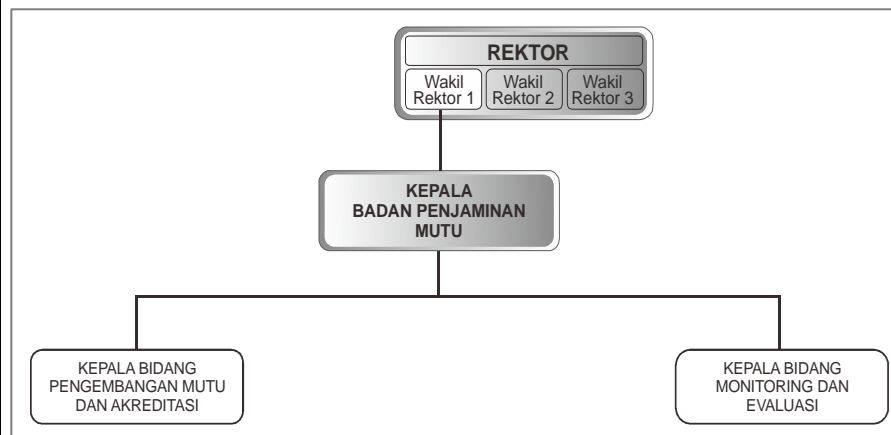 REKTOR
Wakil
Rektor 1
Wakil
Rektor 2
Wakil
Rektor 3
KEPALA
BADAN PENJAMINAN
MUTU
KEPALA BIDANG
PENGEMBANGAN MUTU
DAN AKREDITASI
KEPALA BIDANG
MONITORING DAN
EVALUASI